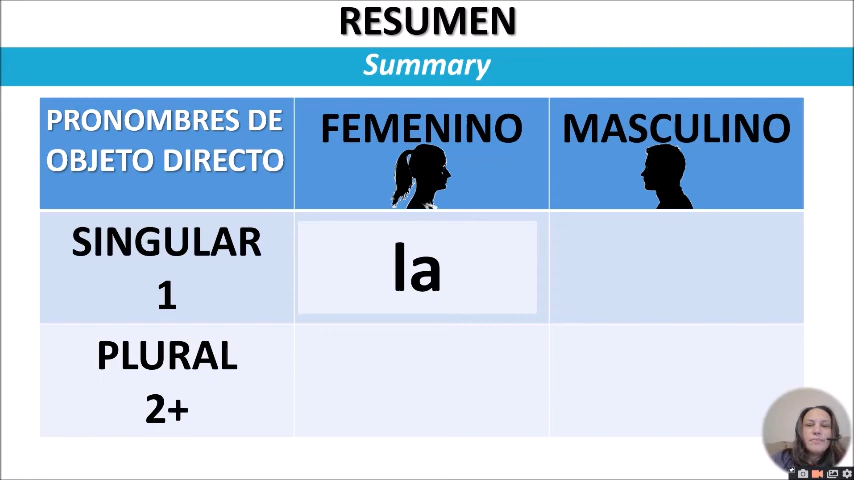 RESUMEN
Summary
PRONOMBRES DE
OBJETO DIRECTO
FEMENINO
MASCULINO
SINGULAR
1
la
PLURAL
2+